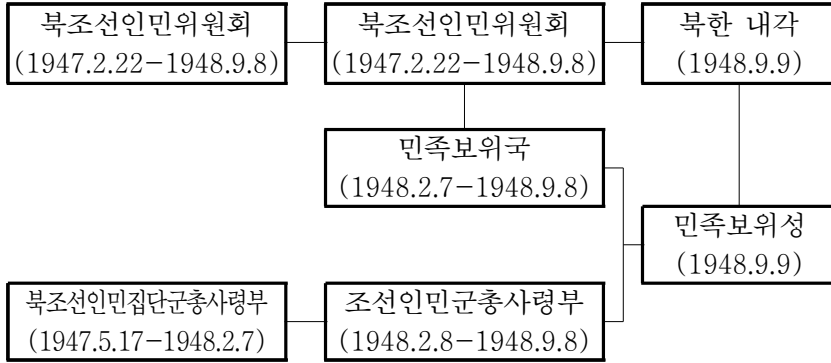 북조선인민위원회
(1947.2.22-1948.9.8)
북조선인민위원회
(1947.2.22-1948.9.8)
북한 내각
(1948.9.9)
민족보위국
(1948.2.7-1948.9.8)
민족보위성
(1948.9.9)
북조선인민집단군총사령부
(1947.5.17-1948.2.7)
조선인민군총사령부
(1948.2.8-1948.9.8)